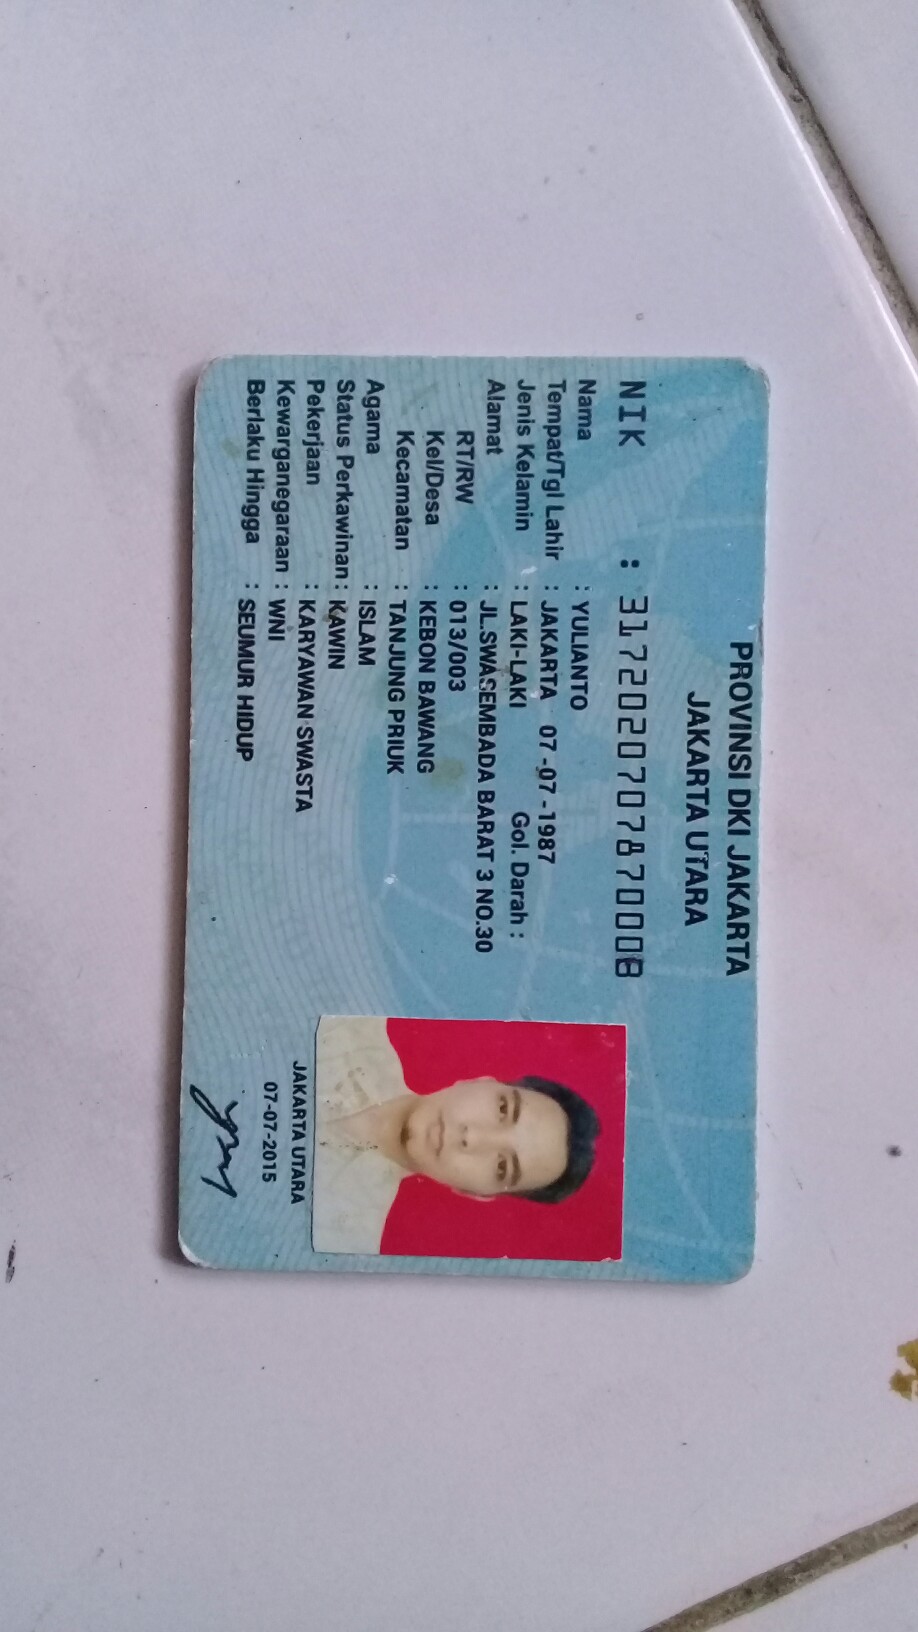 PROVINSI DKI JAKARTA
JAKARTA UTARA
NIK : 3172020707870008
Nama : YULIANTO
Tempat/Tgl Lahir : JAKARTA 07-07-1987
Jenis Kelamin : LAKI-LAKI Gol. Darah :
Alamat : JL.SWASEMBADA BARAT 3 NO.30
RT/RW : 013/003
Kel/Desa : KEBON BAWANG
Kecamatan : TANJUNG PRIUK
Agama : ISLAM
Status Perkawinan : KAWIN
Pekerjaan : KARYAWAN SWASTA
Kewarganegaraan : WNI
Berlaku Hingga : SEUMUR HIDUP
JAKARTA UTARA
07-07-2015